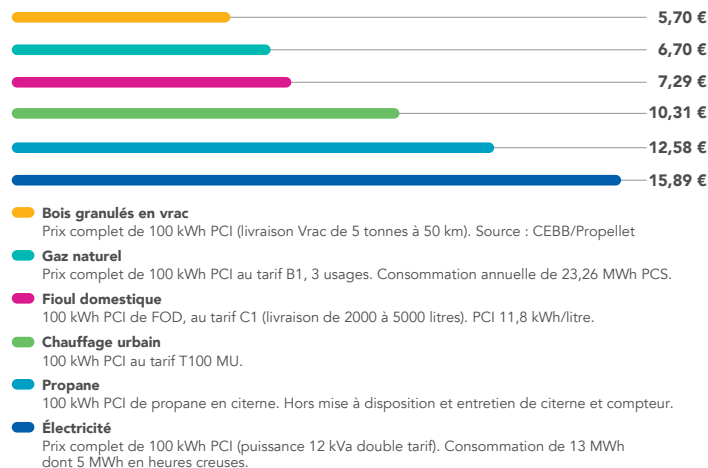 5,70 €
6,70 €
7,29 €
10,31 €
12,58 €
15,89 €
Bois granulés en vrac
Prix complet de 100 kWh PCI (livraison Vrac de 5 tonnes à 50 km). Source : CEBB/Propellet
Gaz naturel
Prix complet de 100 kWh PCI au tarif B1, 3 usages. Consommation annuelle de 23,26 MWh PCS.
Fioul domestique
100 kWh PCI de FOD, au tarif C1 (livraison de 2000 à 5000 litres). PCI 11,8 kWh/litre.
Chauffage urbain
100 kWh PCI au tarif T100 MU.
Propane
100 kWh PCI de propane en citerne. Hors mise à disposition et entretien de citerne et compteur.
Électricité
Prix complet de 100 kWh PCI (puissance 12 kVa double tarif). Consommation de 13 MWh
dont 5 MWh en heures creuses.